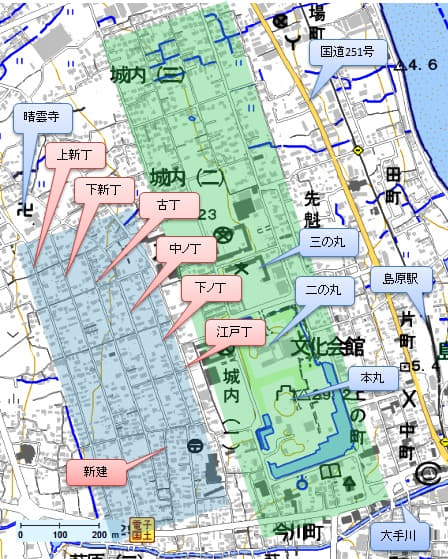 場町
国道251号
4.6
城内(三)
晴雲寺
上新丁
下新丁
古丁
城内(二)
田町
23
先魁
中ノ丁
三の丸
下ノ丁
二の丸
島原駅
江戸丁
文化会館
片町
島
城内(一)
本丸
5.4
上の町
中町
新建
今川町
大手川
0 100 200 m
電子
国土